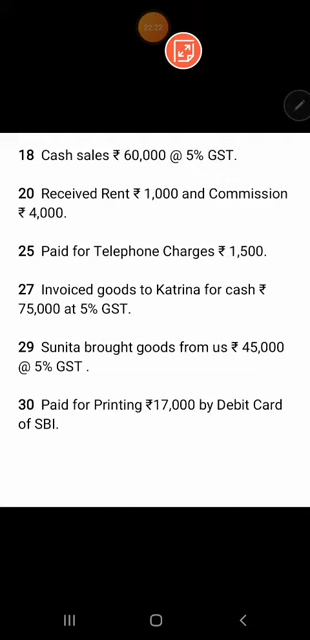 22:22
18 Cash sales ₹ 60,000 @ 5% GST.
20 Received Rent ₹ 1,000 and Commission
₹ 4,000.
25 Paid for Telephone Charges ₹ 1,500.
27 Invoiced goods to Katrina for cash ₹
75,000 at 5% GST.
29 Sunita brought goods from us ₹ 45,000
@ 5% GST .
30 Paid for Printing ₹17,000 by Debit Card
of SBI.